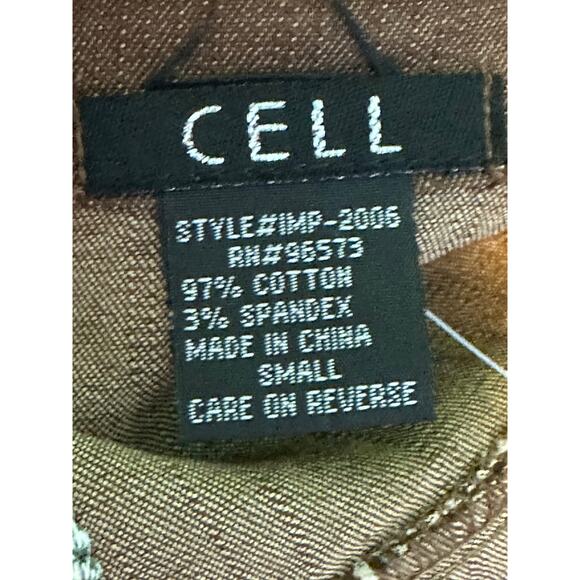 CELL
STYLE#IMP-2006
RN#96573
97% COTTON
3% SPANDEX
MADE IN CHINA
SMALL
CARE ON REVERSE